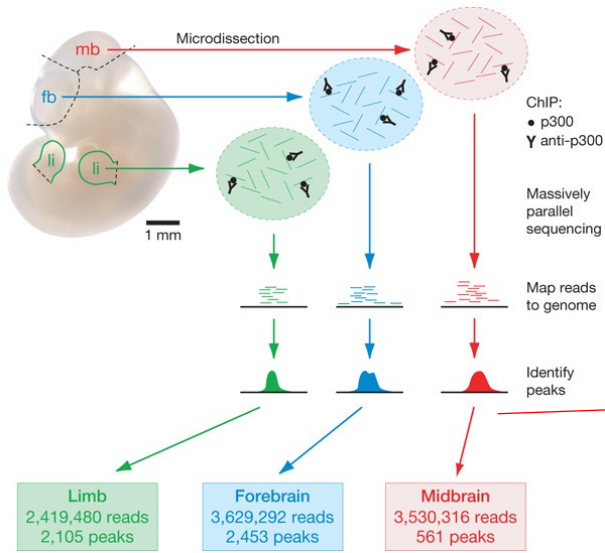 mb
Microdissection
fb
li
li
1 mm
ChIP:
● p300
Y anti-p300
Massively
parallel
sequencing
Map reads
to genome
Identify
peaks
Limb
2,419,480 reads
2,105 peaks
Forebrain
3,629,292 reads
2,453 peaks
Midbrain
3,530,316 reads
561 peaks